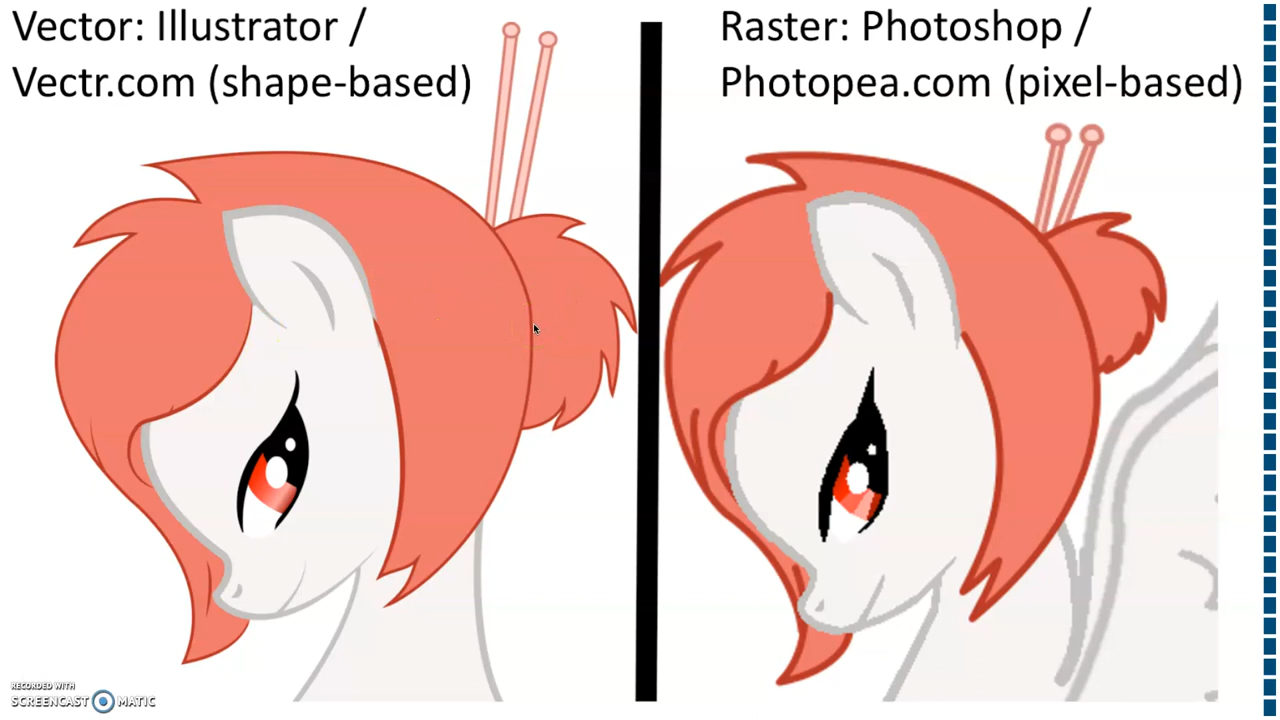 Vector: Illustrator /
Vectr.com (shape-based)
Raster: Photoshop /
Photopea.com (pixel-based)
RECORDED WITH
SCREENCAST MATIC